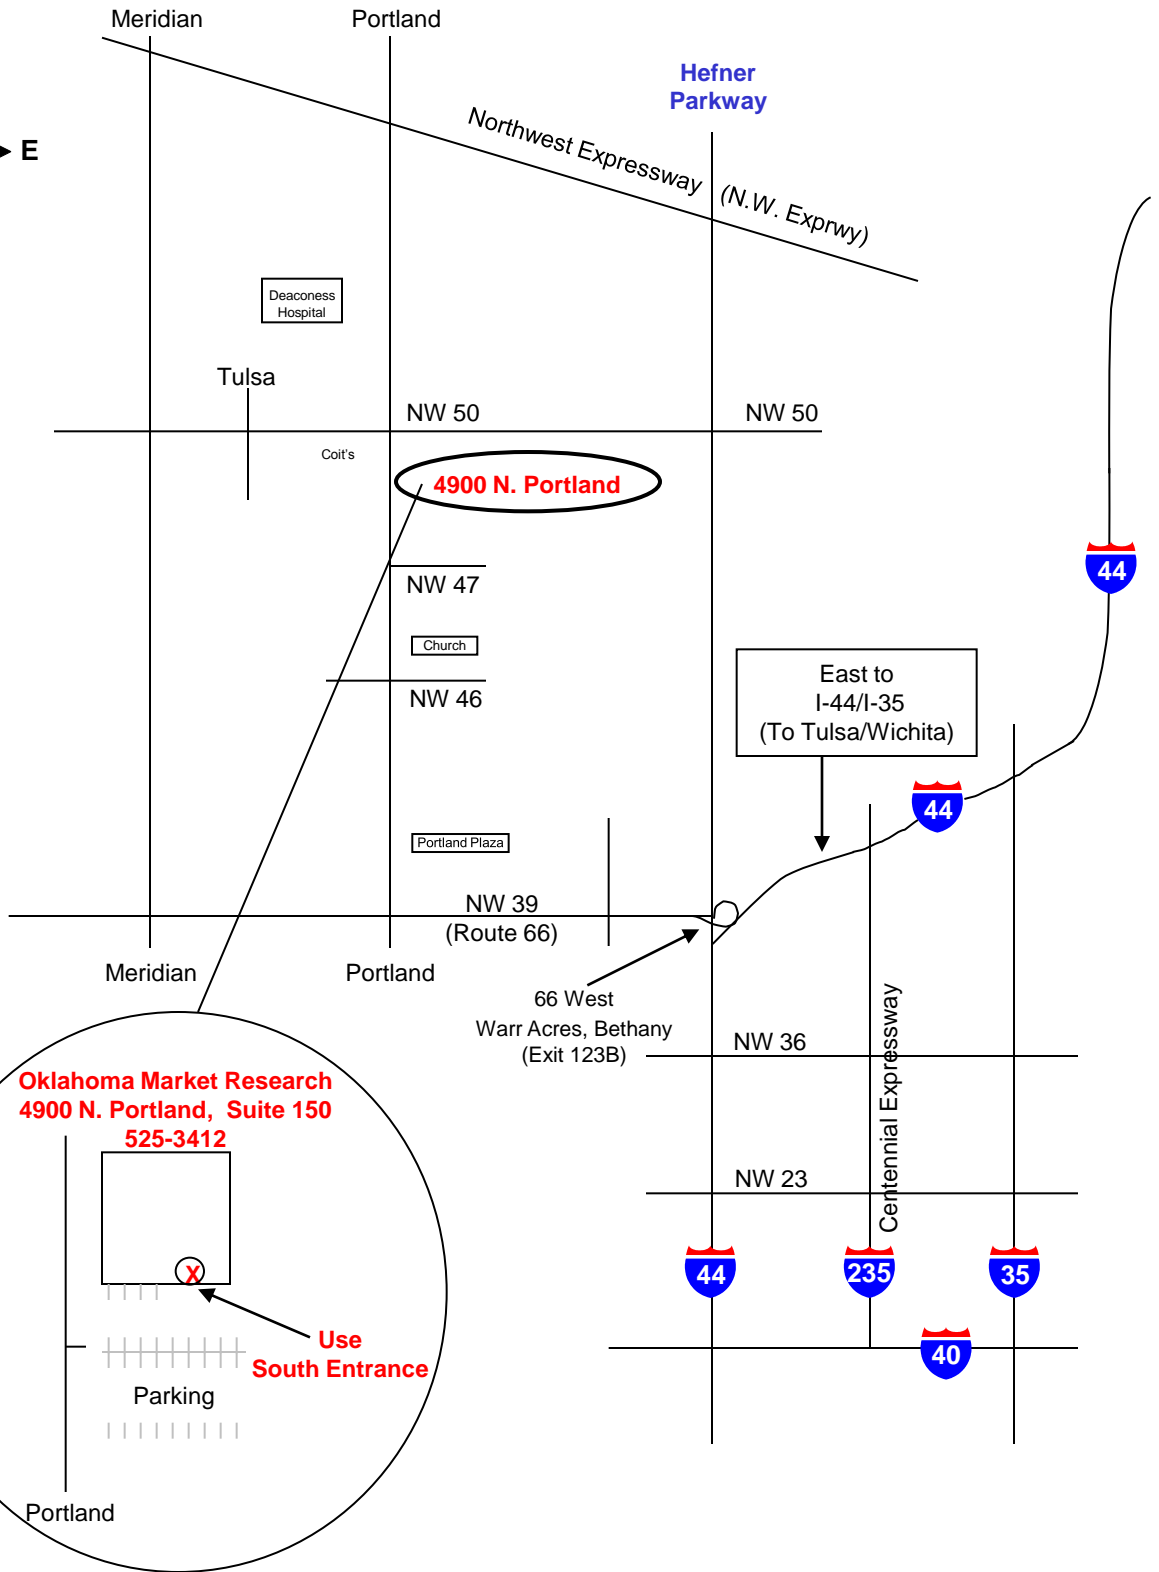 Meridian
Portland
Hefner
Parkway
Northwest Expressway (N.W. Exprwy)
E
Deaconess
Hospital
Tulsa
NW 50
NW 50
Coit's
4900 N. Portland
44
NW 47
Church
NW 46
East to
I-44/I-35
(To Tulsa/Wichita)
44
Portland Plaza
NW 39
(Route 66)
Meridian
Portland
66 West
Warr Acres, Bethany
(Exit 123B)
NW 36
Centennial Expressway
NW 23
Oklahoma Market Research
4900 N. Portland, Suite 150
525-3412
X
44
235
35
Use
South Entrance
40
Parking
Portland